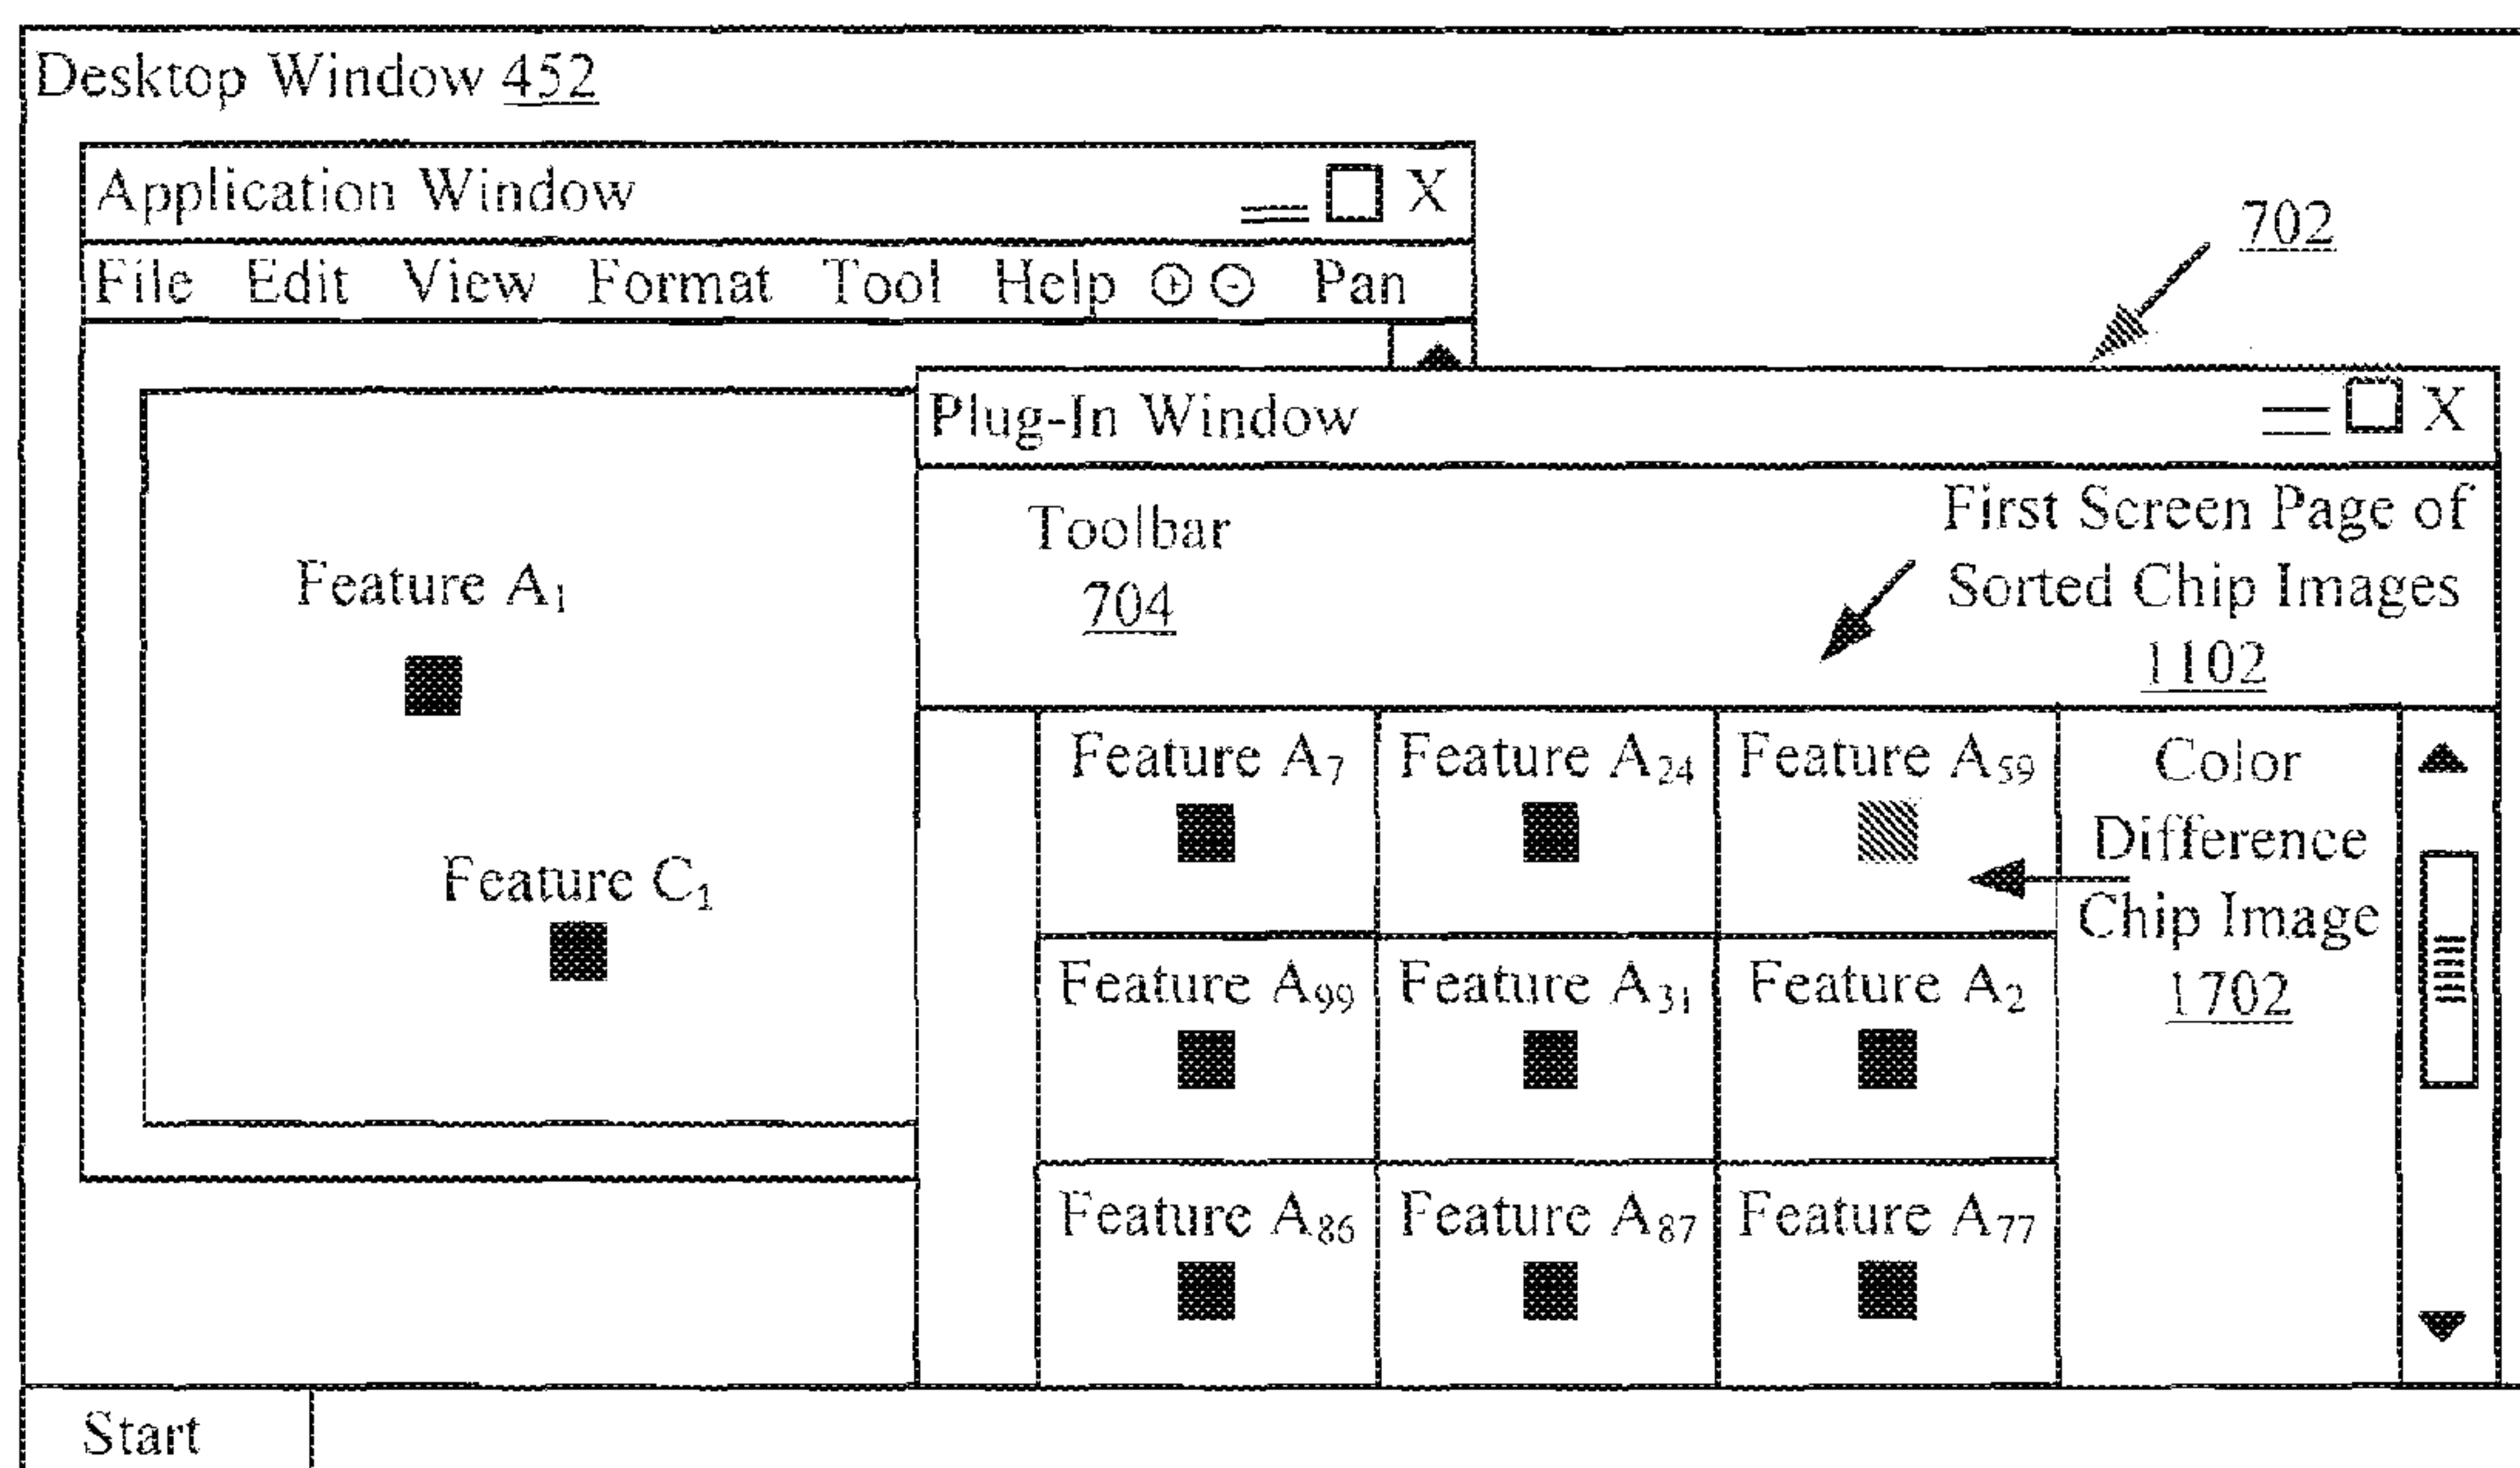 Desktop Window 452
Application Window X
File Edit View Format Tool Help + - Pan
702
Plug-In Window X
Toolbar
704
First Screen Page of
Sorted Chip Images
1102
Feature A1
Feature C1
Feature A7 Feature A24 Feature A59
Color
Difference
Chip Image
1702
Feature A99 Feature A31 Feature A2
Feature A86 Feature A87 Feature A77
Start